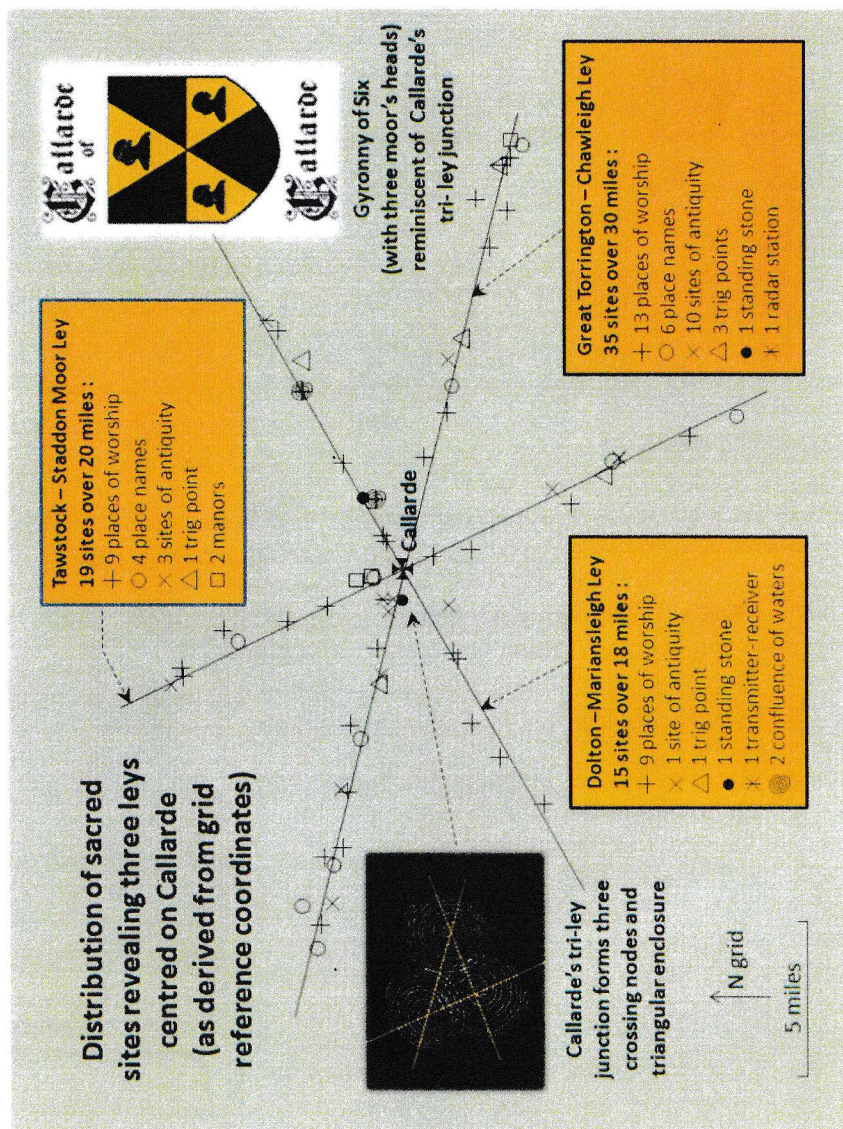 Distribution of sacred
sites revealing three leys
centred on Callarde
(as derived from grid
reference coordinates)
Tawstock – Staddon Moor Ley
19 sites over 20 miles :
+ 9 places of worship
○ 4 place names
× 3 sites of antiquity
△ 1 trig point
□ 2 manors
Callarde
of
Callarde
Gyronny of Six
(with three moor's heads)
reminiscent of Callarde's
tri- ley junction
Callarde
Callarde's tri-ley
junction forms three
crossing nodes and
triangular enclosure
N grid
5 miles
Dolton – Mariansleigh Ley
15 sites over 18 miles :
+ 9 places of worship
× 1 site of antiquity
△ 1 trig point
● 1 standing stone
✳ 1 transmitter-receiver
2 confluence of waters
Great Torrington – Chawleigh Ley
35 sites over 30 miles :
+ 13 places of worship
○ 6 place names
× 10 sites of antiquity
△ 3 trig points
● 1 standing stone
✳ 1 radar station